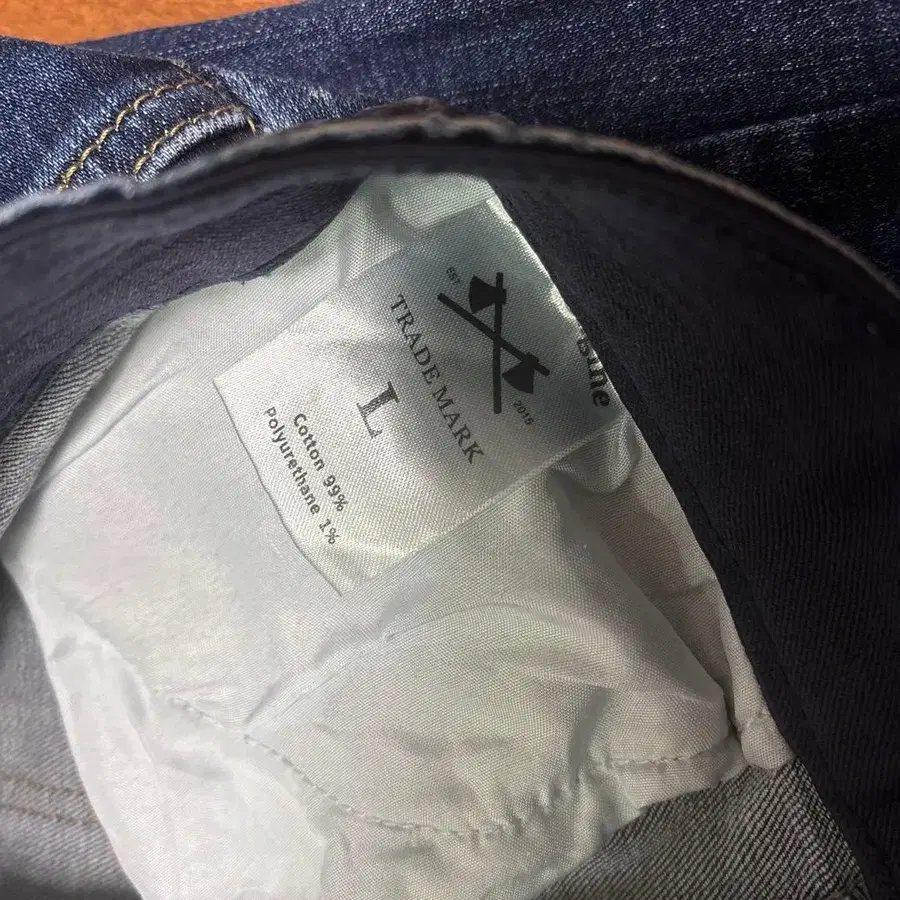 EST
2015
TRADE MARK
L
Cotton 99%
Polyurethane 1%